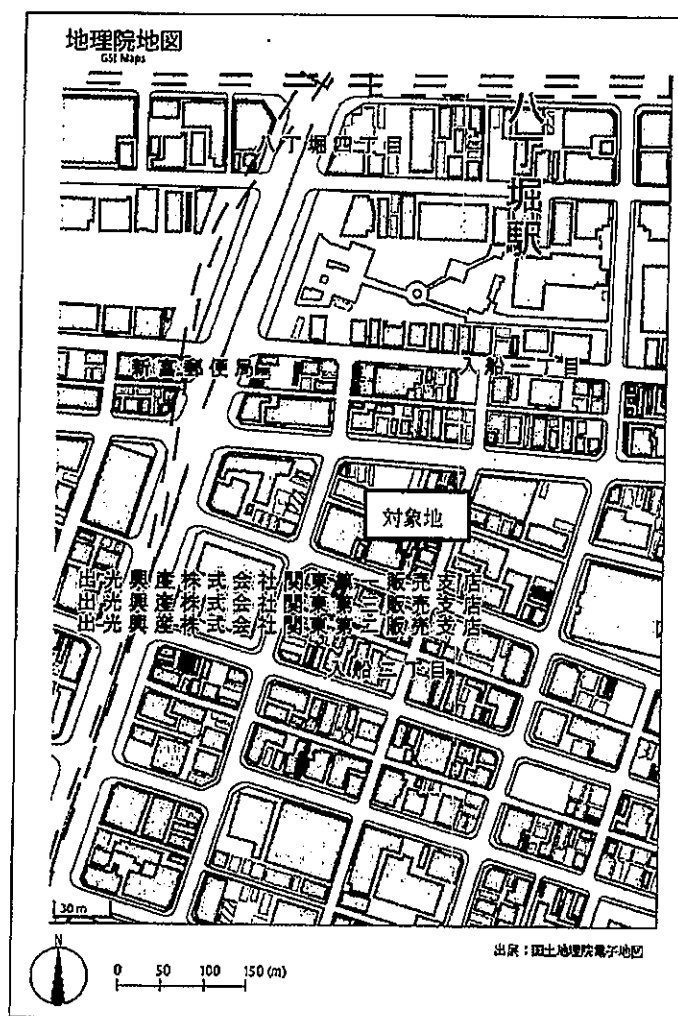 地理院地図
GSI Maps
八丁堀四丁目
八丁堀駅
新富郵便局
入船一丁目
対象地
出光興産株式会社関東第一販売支店
出光興産株式会社関東第三販売支店
出光興産株式会社関東第二販売支店
入船三丁目
30 m
N
0 50 100 150 (m)
出展：国土地理院電子地図